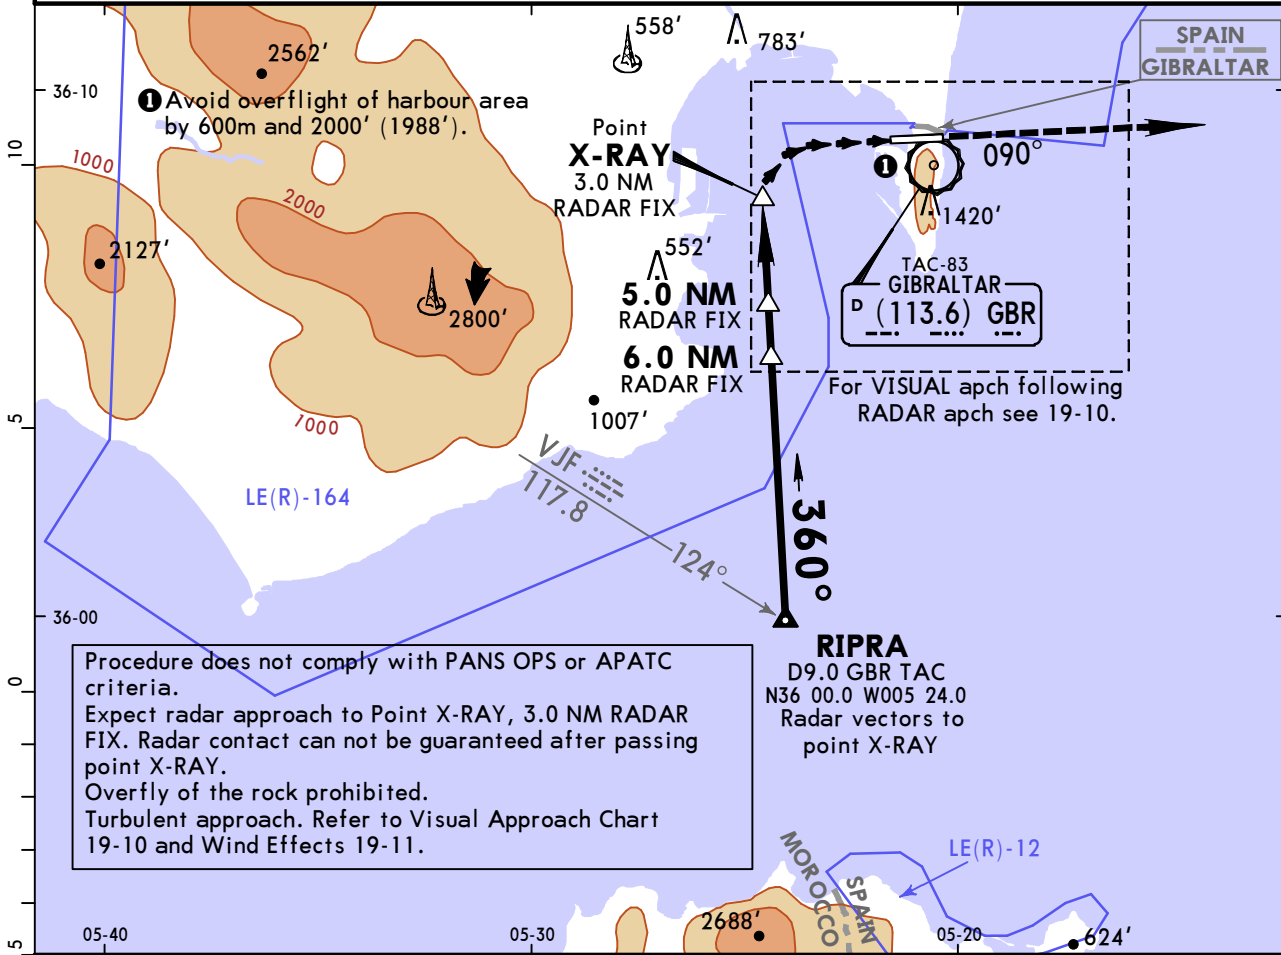 558'
783'
SPAIN
GIBRALTAR
2562'
36-10
❶ Avoid overflight of harbour area
by 600m and 2000' (1988').
Point
X-RAY
3.0 NM
RADAR FIX
10
1000
2000
❶
090°
1420'
2127'
552'
TAC-83
GIBRALTAR
D (113.6) GBR
5.0 NM
RADAR FIX
2800'
6.0 NM
RADAR FIX
For VISUAL apch following
RADAR apch see 19-10.
1007'
1000
5
VJF
117.8
124°
LE(R)-164
360°
36-00
RIPRA
D9.0 GBR TAC
N36 00.0 W005 24.0
Radar vectors to
point X-RAY
0
Procedure does not comply with PANS OPS or APATC
criteria.
Expect radar approach to Point X-RAY, 3.0 NM RADAR
FIX. Radar contact can not be guaranteed after passing
point X-RAY.
Overfly of the rock prohibited.
Turbulent approach. Refer to Visual Approach Chart
19-10 and Wind Effects 19-11.
MOROCCO
SPAIN
LE(R)-12
2688'
624'
5
05-40
05-30
05-20